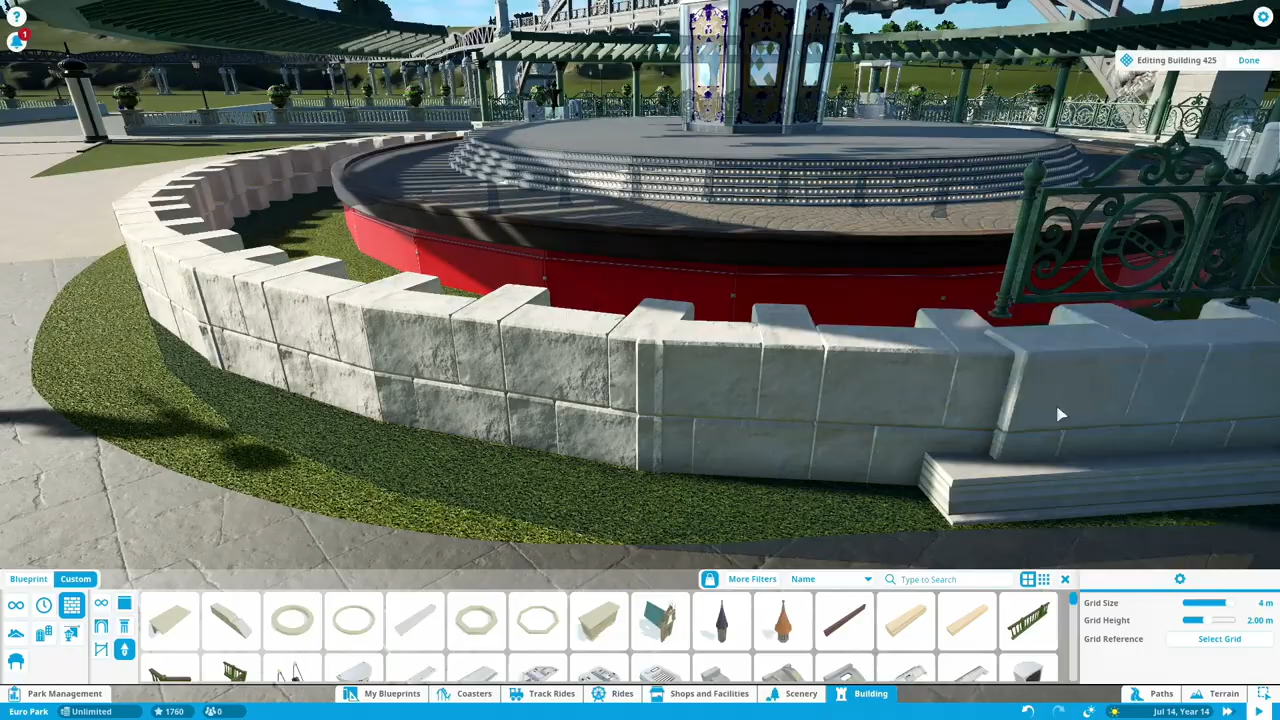 ?
1
Editing Building 425 Done
Blueprint Custom More Filters Name Type to Search
Grid Size 4 m
Grid Height 2.00 m
Grid Reference Select Grid
Park Management My Blueprints Coasters Track Rides Rides Shops and Facilities Scenery Building Paths Terrain
Euro Park Unlimited 1760 0 Jul 14, Year 14